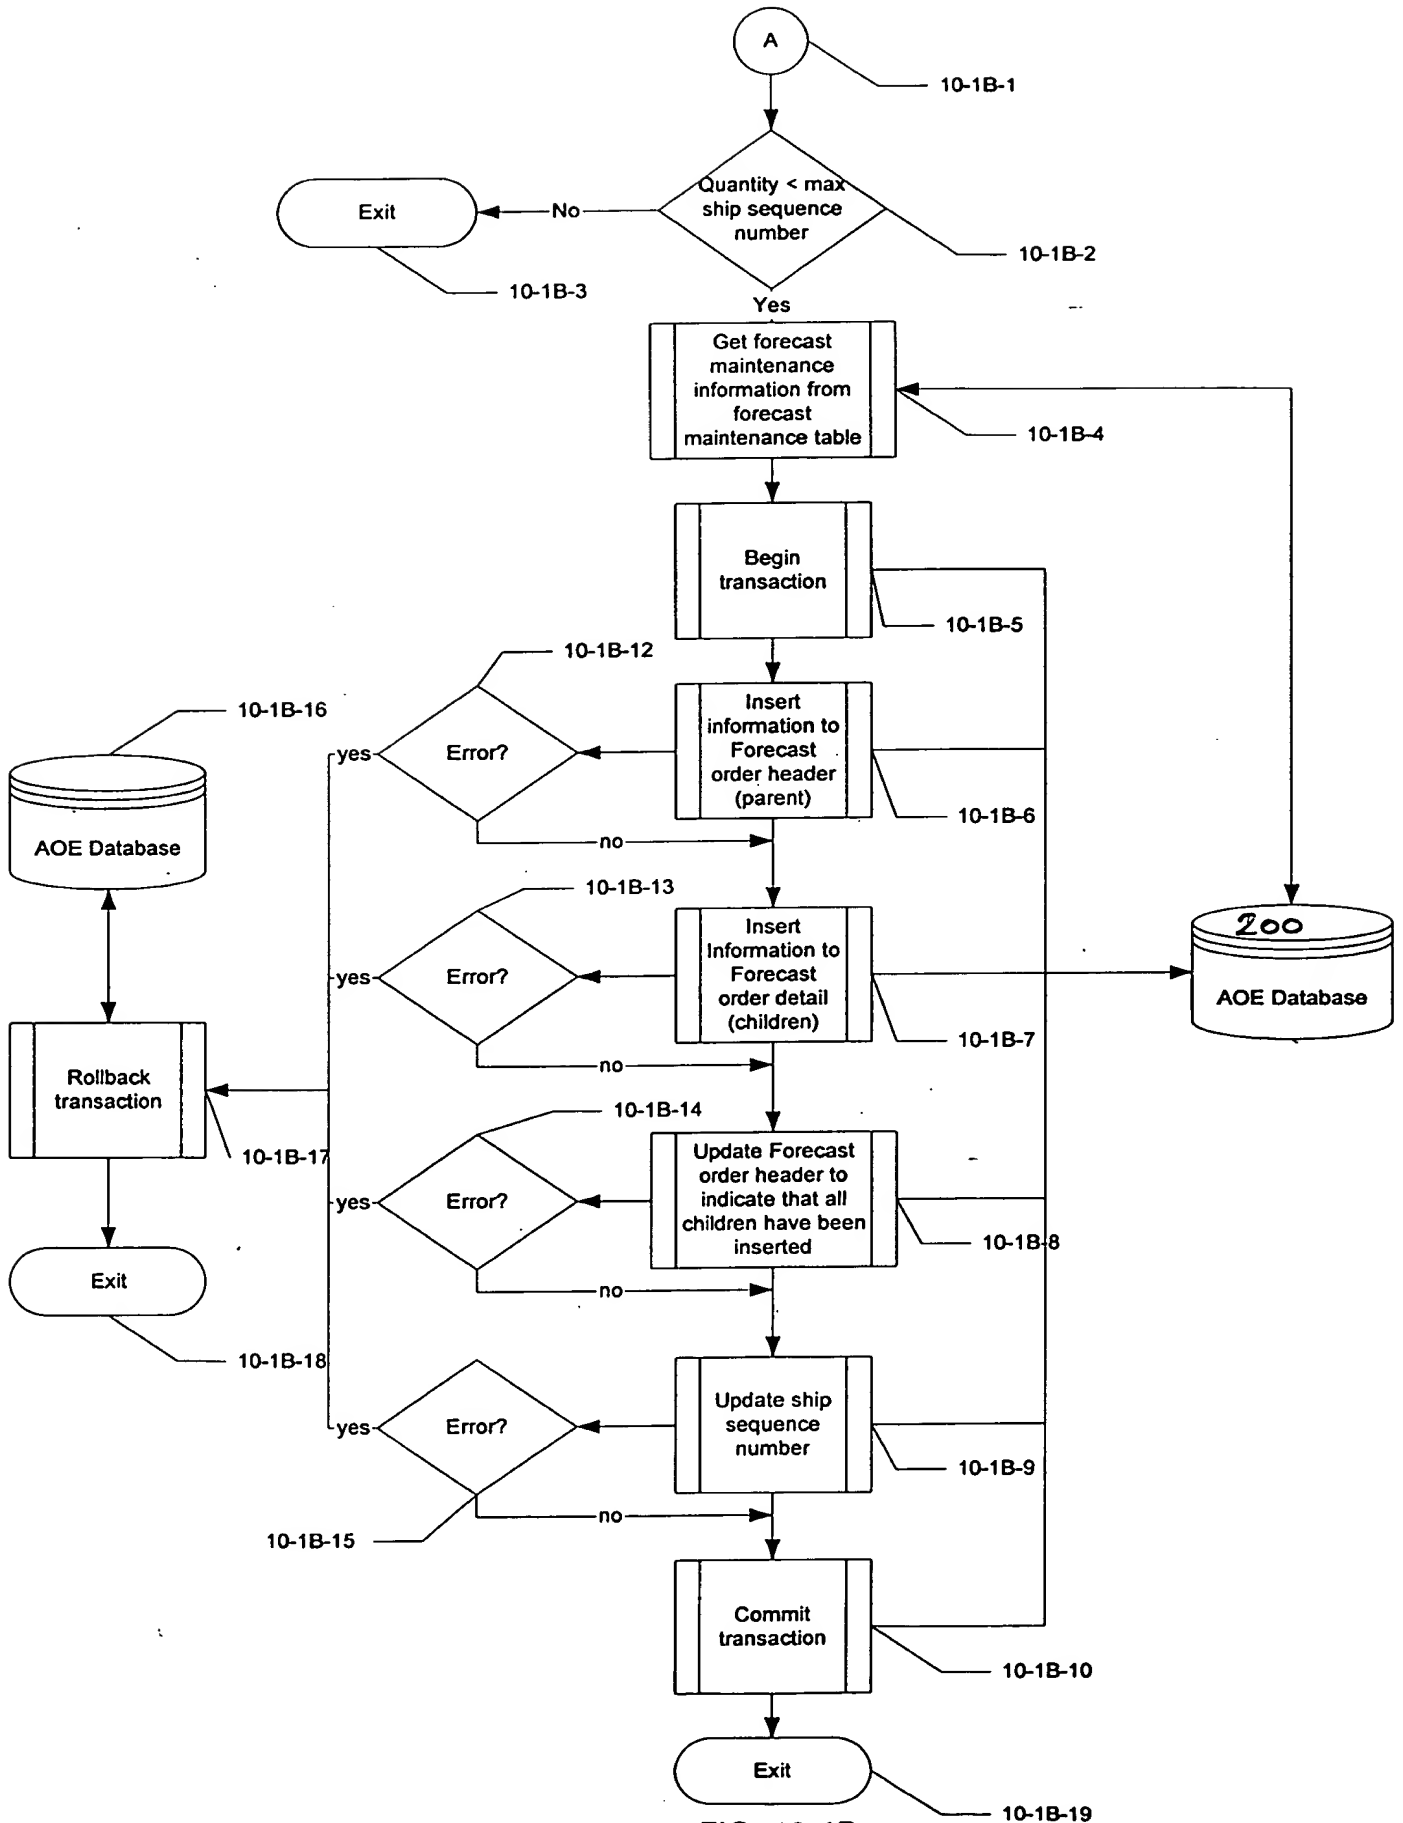 A
10-1B-1
Quantity < max
ship sequence
number
10-1B-2
No
Exit
10-1B-3
Yes
Get forecast
maintenance
information from
forecast
maintenance table
10-1B-4
Begin
transaction
10-1B-5
10-1B-12
Insert
information to
Forecast
order header
(parent)
10-1B-6
Error?
yes
no
10-1B-16
AOE Database
10-1B-13
Insert
Information to
Forecast
order detail
(children)
10-1B-7
Error?
yes
no
200
AOE Database
Rollback
transaction
10-1B-17
10-1B-14
Update Forecast
order header to
indicate that all
children have been
inserted
10-1B-8
Error?
yes
no
Exit
10-1B-18
Update ship
sequence
number
10-1B-9
Error?
yes
no
10-1B-15
Commit
transaction
10-1B-10
Exit
10-1B-19